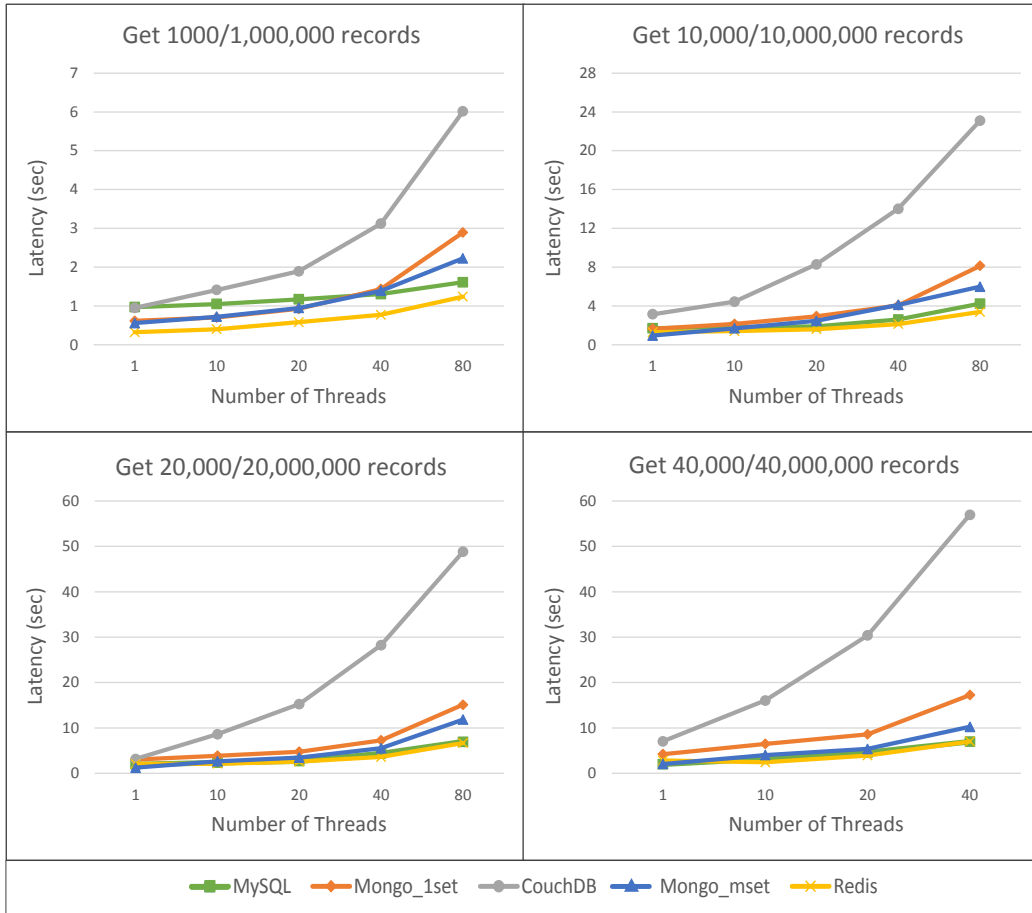 Get 1000/1,000,000 records
7
6
5
4
3
2
1
0
Latency (sec)
1 10 20 40 80
Number of Threads
Get 10,000/10,000,000 records
28
24
20
16
12
8
4
0
Latency (sec)
1 10 20 40 80
Number of Threads
Get 20,000/20,000,000 records
60
50
40
30
20
10
0
Latency (sec)
1 10 20 40 80
Number of Threads
Get 40,000/40,000,000 records
60
50
40
30
20
10
0
Latency (sec)
1 10 20 40
Number of Threads
MySQL Mongo_1set CouchDB Mongo_mset Redis